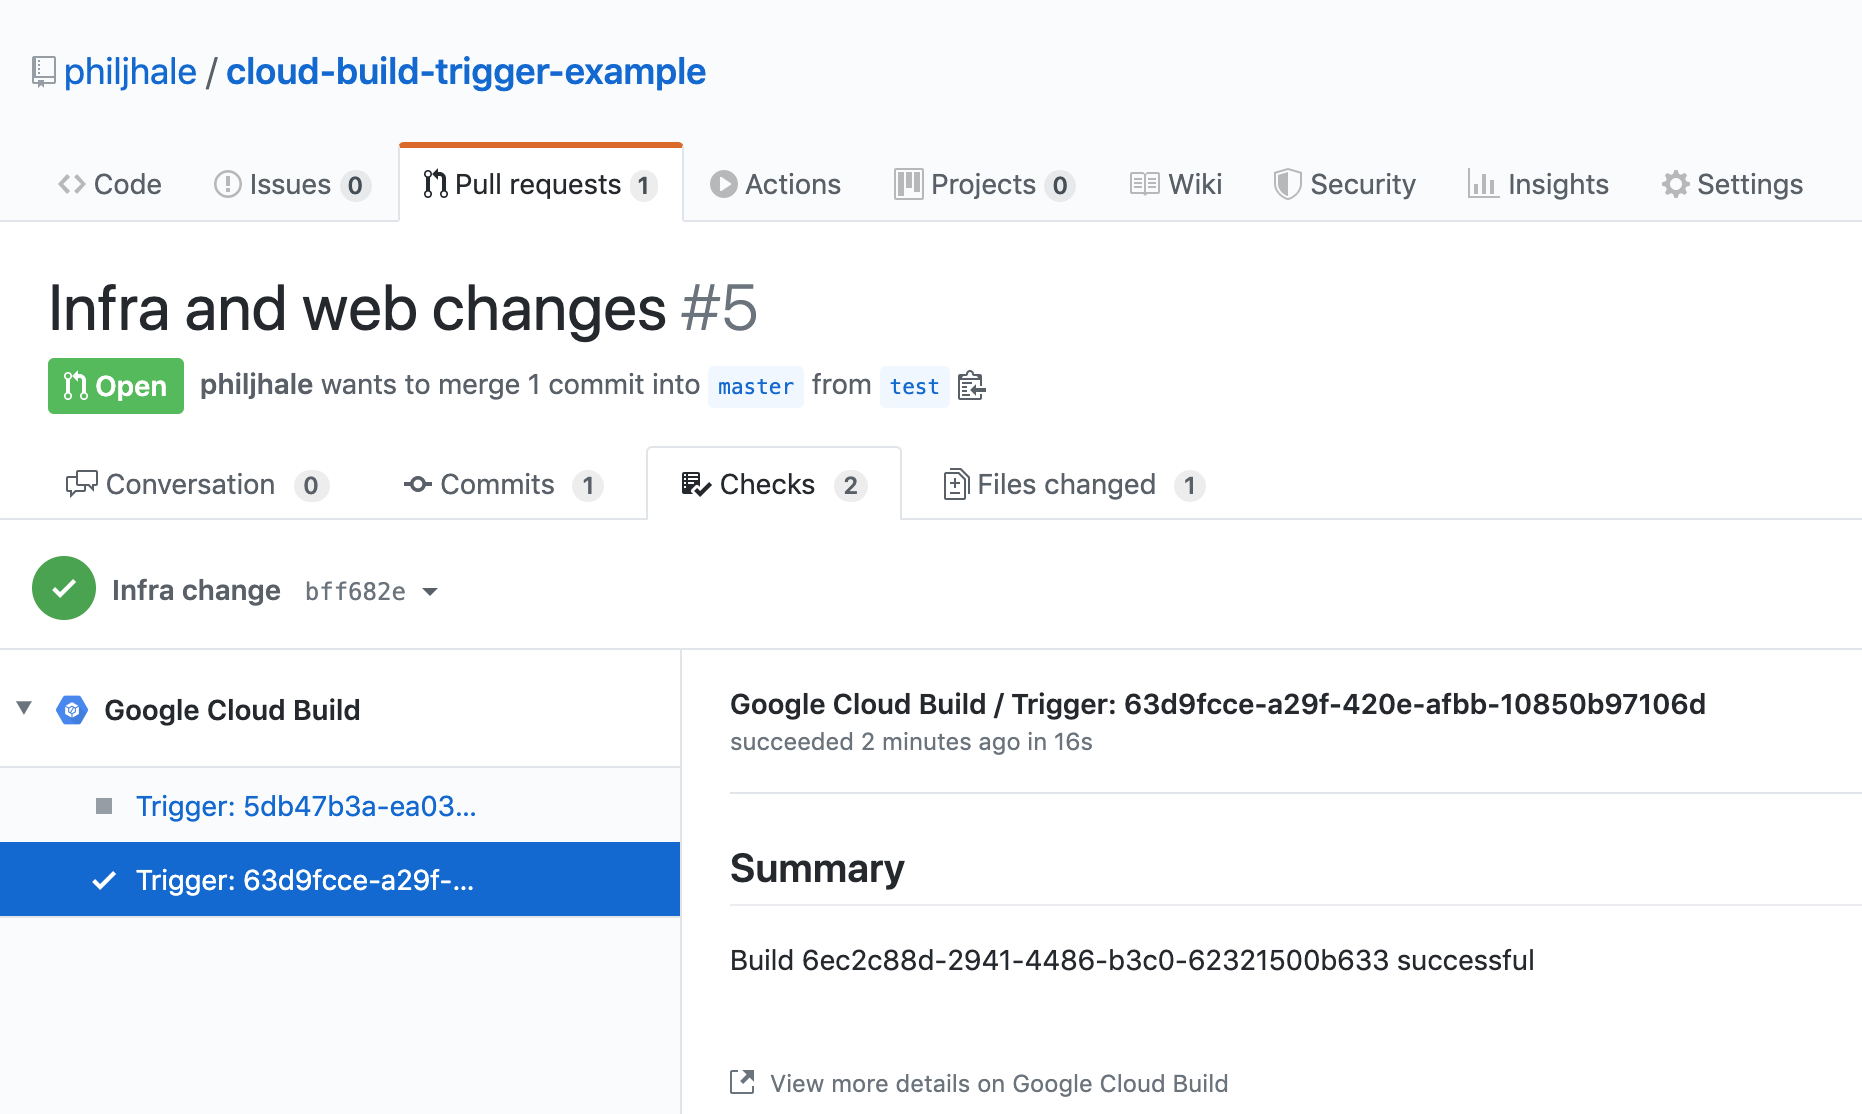 philjhale / cloud-build-trigger-example
Code Issues 0 Pull requests 1 Actions Projects 0 Wiki Security Insights Settings
Infra and web changes #5
Open philjhale wants to merge 1 commit into master from test
Conversation 0 Commits 1 Checks 2 Files changed 1
Infra change bff682e
Google Cloud Build
Trigger: 5db47b3a-ea03...
Trigger: 63d9fcce-a29f-...
Google Cloud Build / Trigger: 63d9fcce-a29f-420e-afbb-10850b97106d
succeeded 2 minutes ago in 16s
Summary
Build 6ec2c88d-2941-4486-b3c0-62321500b633 successful
View more details on Google Cloud Build